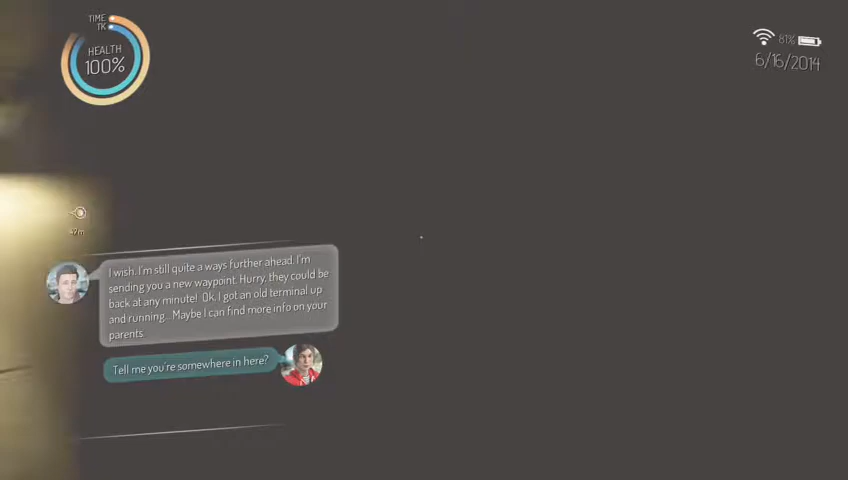 TIME
TK
HEALTH
100%
81%
6/16/2014
42m
I wish. I'm still quite a ways further ahead. I'm
sending you a new waypoint. Hurry, they could be
back at any minute! Ok, I got an old terminal up
and running... Maybe I can find more info on your
parents.
Tell me you're somewhere in here?